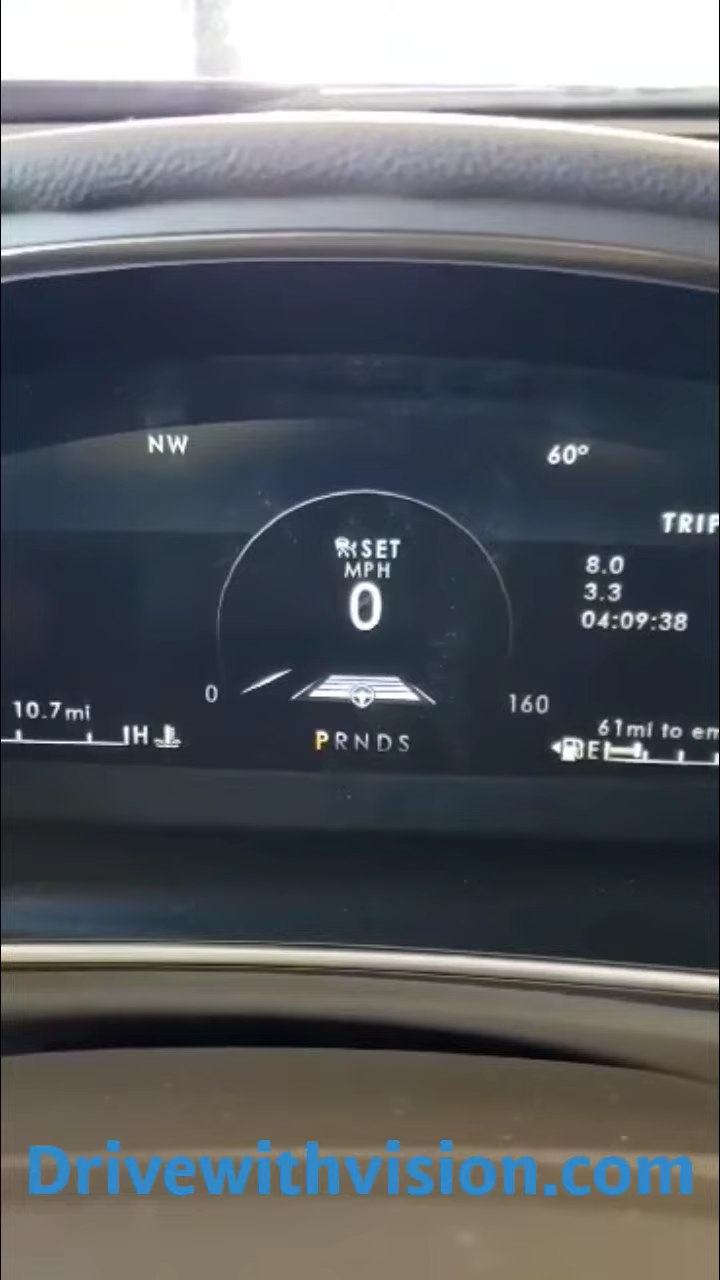 NW
60°
TRIP
SET
MPH
0
8.0
3.3
04:09:38
0
160
10.7mi
61mi to em
H
E
PRNDS
Drivewithvision.com